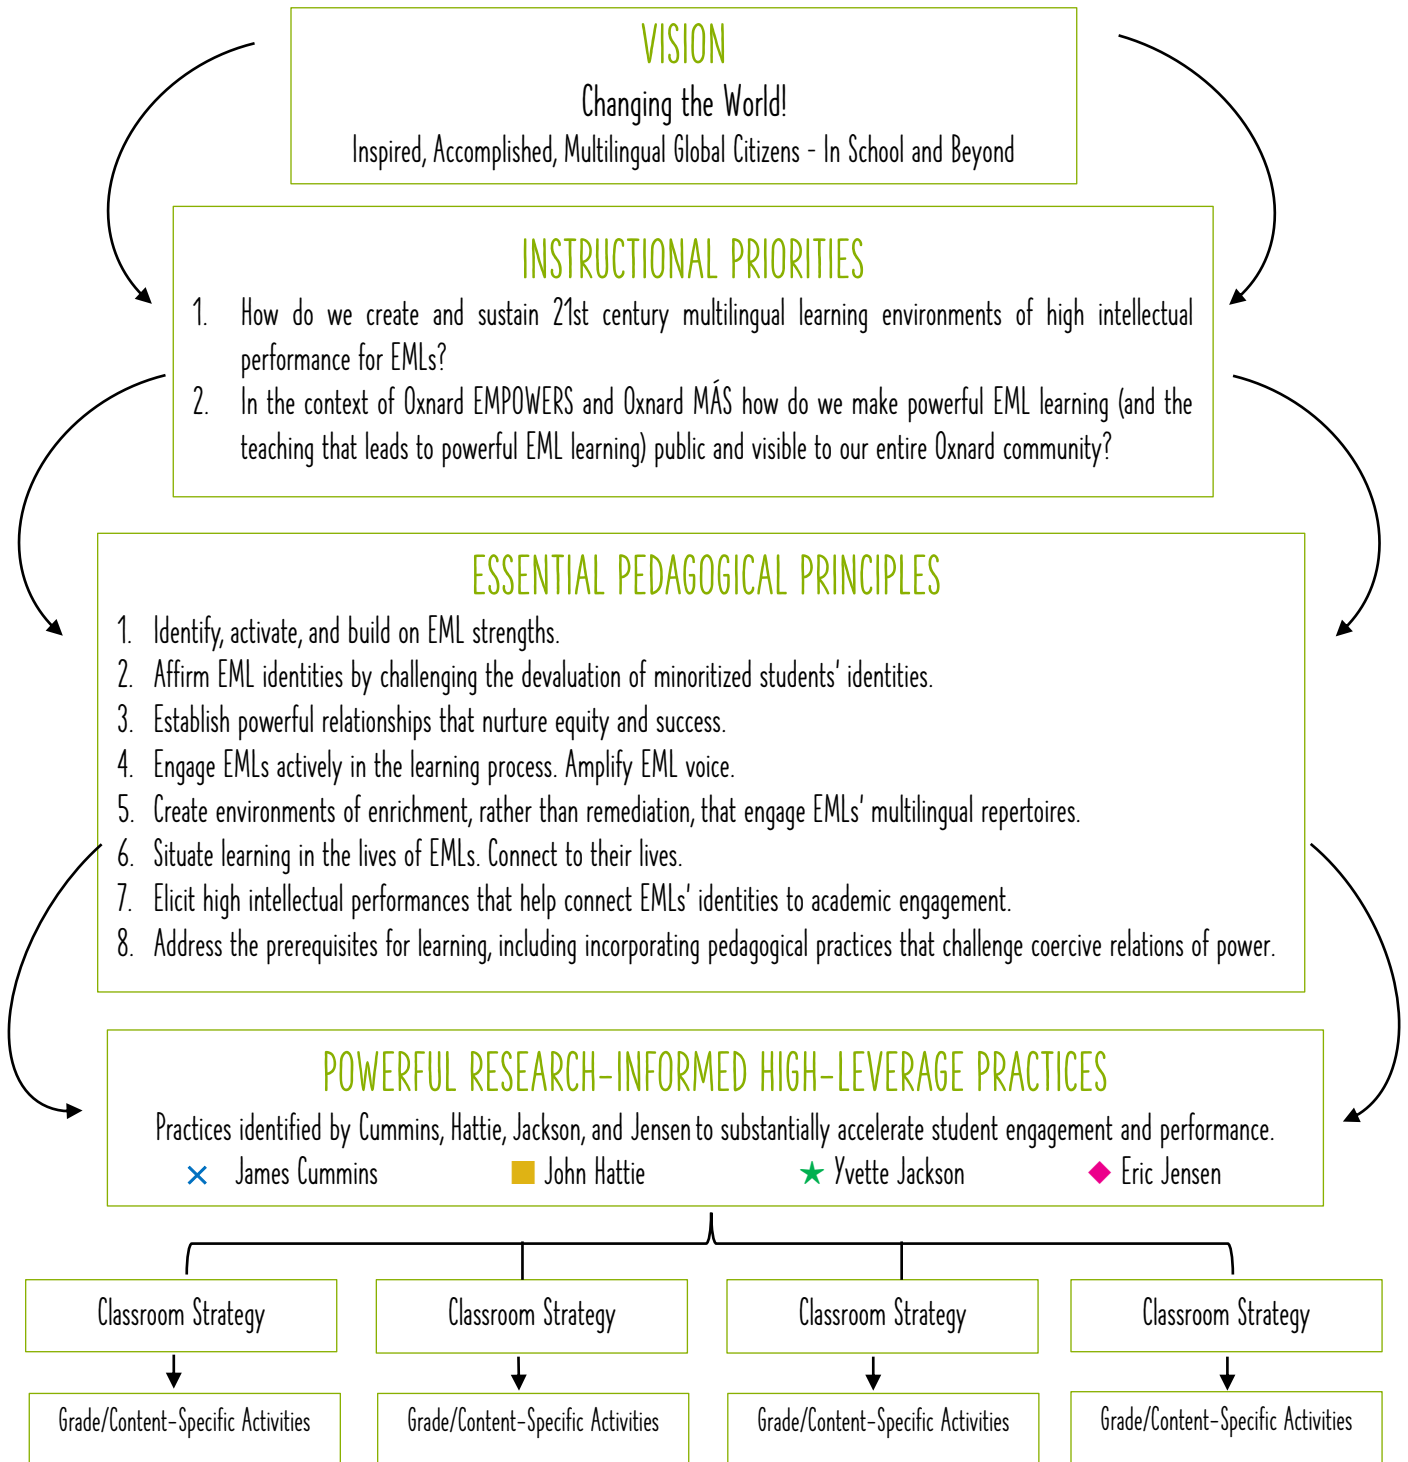 VISION
Changing the World!
Inspired, Accomplished, Multilingual Global Citizens - In School and Beyond
INSTRUCTIONAL PRIORITIES
1. How do we create and sustain 21st century multilingual learning environments of high intellectual
performance for EMLs?
2. In the context of Oxnard EMPOWERS and Oxnard MÁS how do we make powerful EML learning (and the
teaching that leads to powerful EML learning) public and visible to our entire Oxnard community?
ESSENTIAL PEDAGOGICAL PRINCIPLES
1. Identify, activate, and build on EML strengths.
2. Affirm EML identities by challenging the devaluation of minoritized students' identities.
3. Establish powerful relationships that nurture equity and success.
4. Engage EMLs actively in the learning process. Amplify EML voice.
5. Create environments of enrichment, rather than remediation, that engage EMLs' multilingual repertoires.
6. Situate learning in the lives of EMLs. Connect to their lives.
7. Elicit high intellectual performances that help connect EMLs' identities to academic engagement.
8. Address the prerequisites for learning, including incorporating pedagogical practices that challenge coercive relations of power.
POWERFUL RESEARCH-INFORMED HIGH-LEVERAGE PRACTICES
Practices identified by Cummins, Hattie, Jackson, and Jensen to substantially accelerate student engagement and performance.
James Cummins John Hattie Yvette Jackson Eric Jensen
Classroom Strategy Classroom Strategy Classroom Strategy Classroom Strategy
Grade/Content-Specific Activities Grade/Content-Specific Activities Grade/Content-Specific Activities Grade/Content-Specific Activities